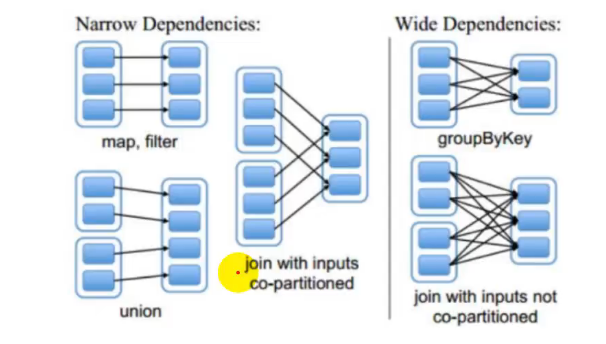 Narrow Dependencies:
Wide Dependencies:
map, filter
groupByKey
join with inputs
co-partitioned
union
join with inputs not
co-partitioned